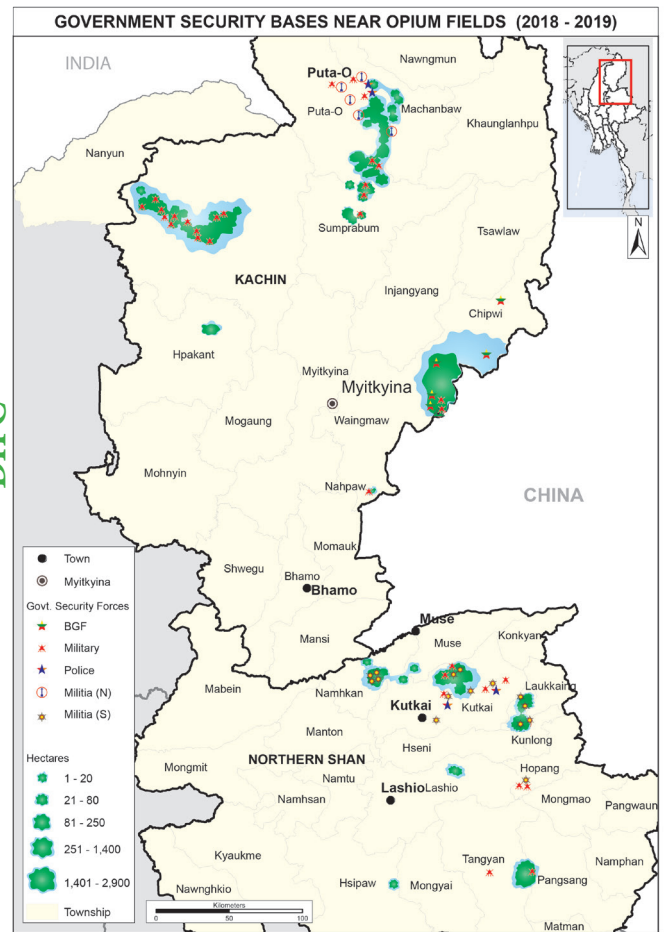 GOVERNMENT SECURITY BASES NEAR OPIUM FIELDS (2018 - 2019)
INDIA
Nawngmun
Puta-O
Puta-O
Machanbaw
Khaunglanhpu
Nanyun
N
Sumprabum
Tsawlaw
KACHIN
Injangyang
Chipwi
Hpakant
Myitkyina
Myitkyina
Mogaung
Waingmaw
Mohnyin
Nahpaw
CHINA
Momauk
Shwegu
Bhamo
Bhamo
Mansi
Muse
Muse
Konkyan
Mabein
Namhkan
Laukkaing
Kutkai
Kutkai
Manton
Hseni
Kunlong
NORTHERN SHAN
Mongmit
Namtu
Hopang
Lashio
Lashio
Namhsan
Mongmao
Pangwaun
Kyaukme
Tangyan
Namphan
Hsipaw
Mongyai
Pangsang
Nawnghkio
Matman
Town
Myitkyina
Govt. Security Forces
BGF
Military
Police
Militia (N)
Militia (S)
Hectares
1 - 20
21 - 80
81 - 250
251 - 1,400
1,401 - 2,900
Township
Kilometers
0 50 100